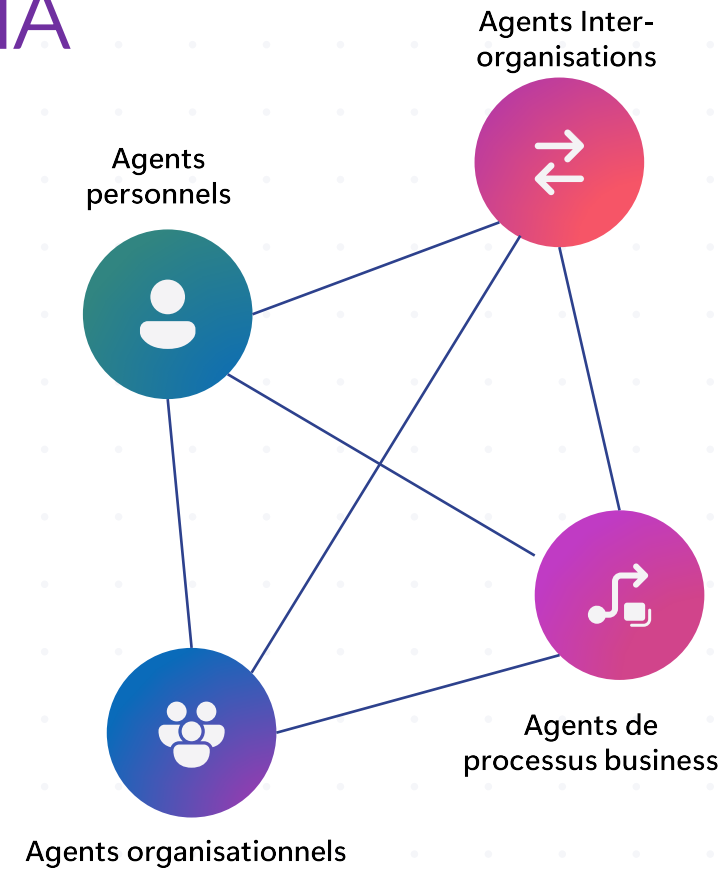 IA
Agents Inter-
organisations
Agents
personnels
Agents de
processus business
Agents organisationnels